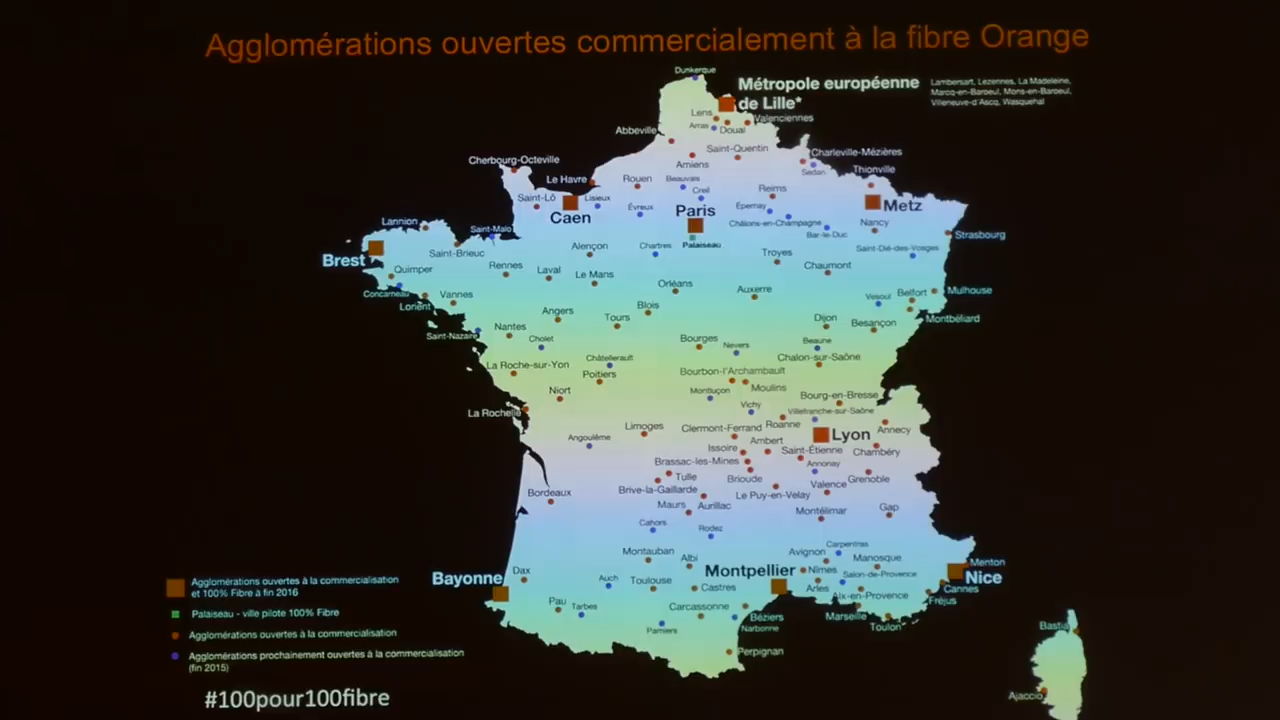 Agglomérations ouvertes commercialement à la fibre Orange
Dunkerque
Métropole européenne
de Lille*
Lambersart, Lezennes, La Madeleine,
Marcq-en-Baroeul, Mons-en-Baroeul,
Villeneuve-d'Ascq, Wasquehal
Lens
Valenciennes
Arras
Douai
Abbeville
Saint-Quentin
Charleville-Mézières
Cherbourg-Octeville
Amiens
Sedan
Thionville
Le Havre
Rouen
Beauvais
Creil
Reims
Saint-Lô
Lisieux
Évreux
Paris
Épernay
Metz
Caen
Lannion
Saint-Malo
Châlons-en-Champagne
Nancy
Bar-le-Duc
Strasbourg
Brest
Saint-Brieuc
Alençon
Chartres
Palaiseau
Troyes
Saint-Dié-des-Vosges
Quimper
Rennes
Laval
Le Mans
Chaumont
Concarneau
Vannes
Orléans
Auxerre
Vesoul
Belfort
Mulhouse
Lorient
Angers
Tours
Blois
Dijon
Besançon
Montbéliard
Saint-Nazaire
Nantes
Cholet
Bourges
Nevers
Beaune
La Roche-sur-Yon
Châtellerault
Poitiers
Chalon-sur-Saône
Bourbon-l'Archambault
Niort
Montluçon
Moulins
Bourg-en-Bresse
La Rochelle
Vichy
Villefranche-sur-Saône
Angoulême
Limoges
Clermont-Ferrand
Roanne
Lyon
Annecy
Issoire
Ambert
Saint-Étienne
Chambéry
Brassac-les-Mines
Annonay
Tulle
Brioude
Valence
Grenoble
Bordeaux
Brive-la-Gaillarde
Le Puy-en-Velay
Maurs
Aurillac
Montélimar
Gap
Cahors
Rodez
Montauban
Albi
Avignon
Carpentras
Manosque
Menton
Bayonne
Dax
Auch
Toulouse
Castres
Montpellier
Nîmes
Salon-de-Provence
Nice
Arles
Aix-en-Provence
Cannes
Fréjus
Pau
Tarbes
Carcassonne
Béziers
Marseille
Toulon
Pamiers
Narbonne
Perpignan
Bastia
Ajaccio
Agglomérations ouvertes à la commercialisation
et 100% Fibre à fin 2016
Palaiseau - ville pilote 100% Fibre
Agglomérations ouvertes à la commercialisation
Agglomérations prochainement ouvertes à la commercialisation
(fin 2015)
#100pour100fibre